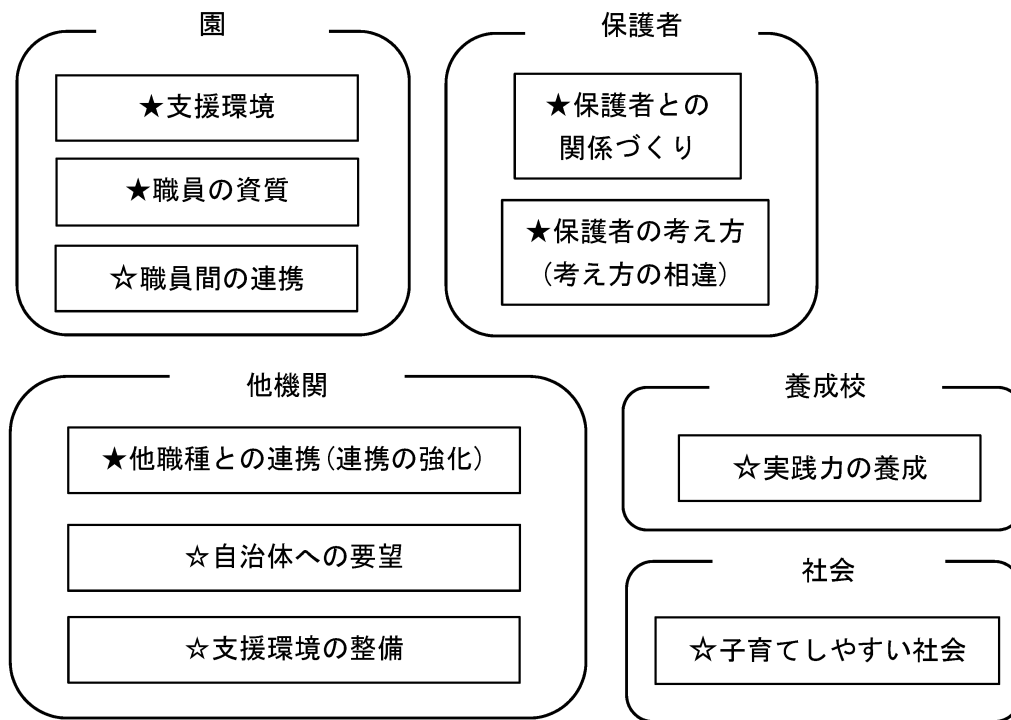 園
★支援環境
★職員の資質
☆職員間の連携
保護者
★保護者との
関係づくり
★保護者の考え方
(考え方の相違)
他機関
★他職種との連携(連携の強化)
☆自治体への要望
☆支援環境の整備
養成校
☆実践力の養成
社会
☆子育てしやすい社会